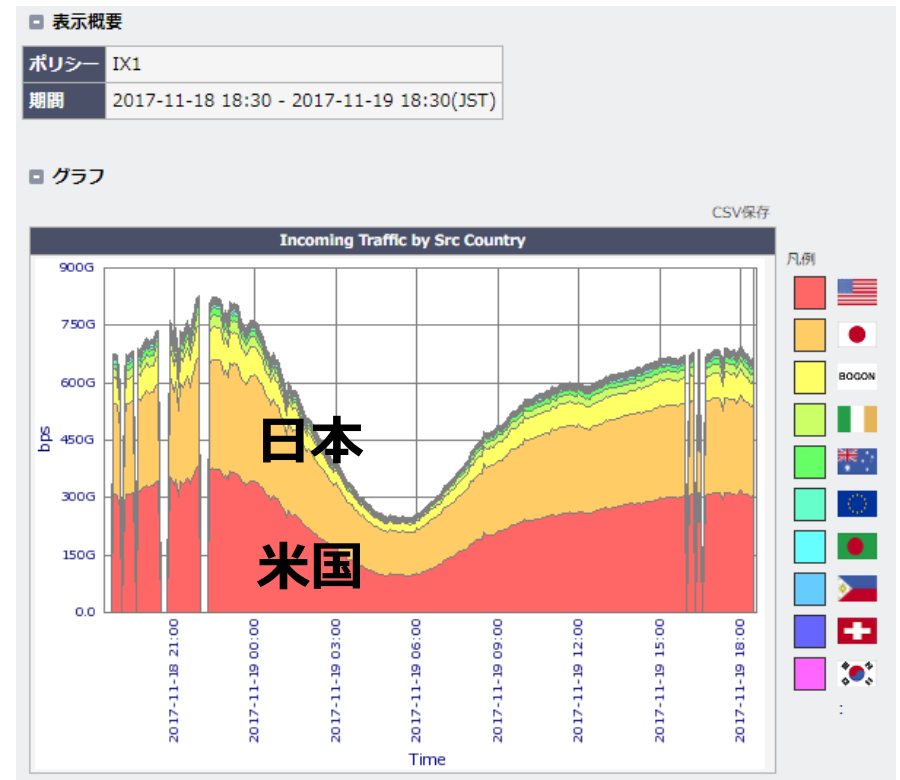 表示概要
ポリシー IX1
期間 2017-11-18 18:30 - 2017-11-19 18:30(JST)
グラフ
CSV保存
Incoming Traffic by Src Country
凡例
900G
750G
600G
450G
300G
150G
0.0
bps
日本
米国
BOGON
:
2017-11-18 21:00
2017-11-19 00:00
2017-11-19 03:00
2017-11-19 06:00
2017-11-19 09:00
2017-11-19 12:00
2017-11-19 15:00
2017-11-19 18:00
Time